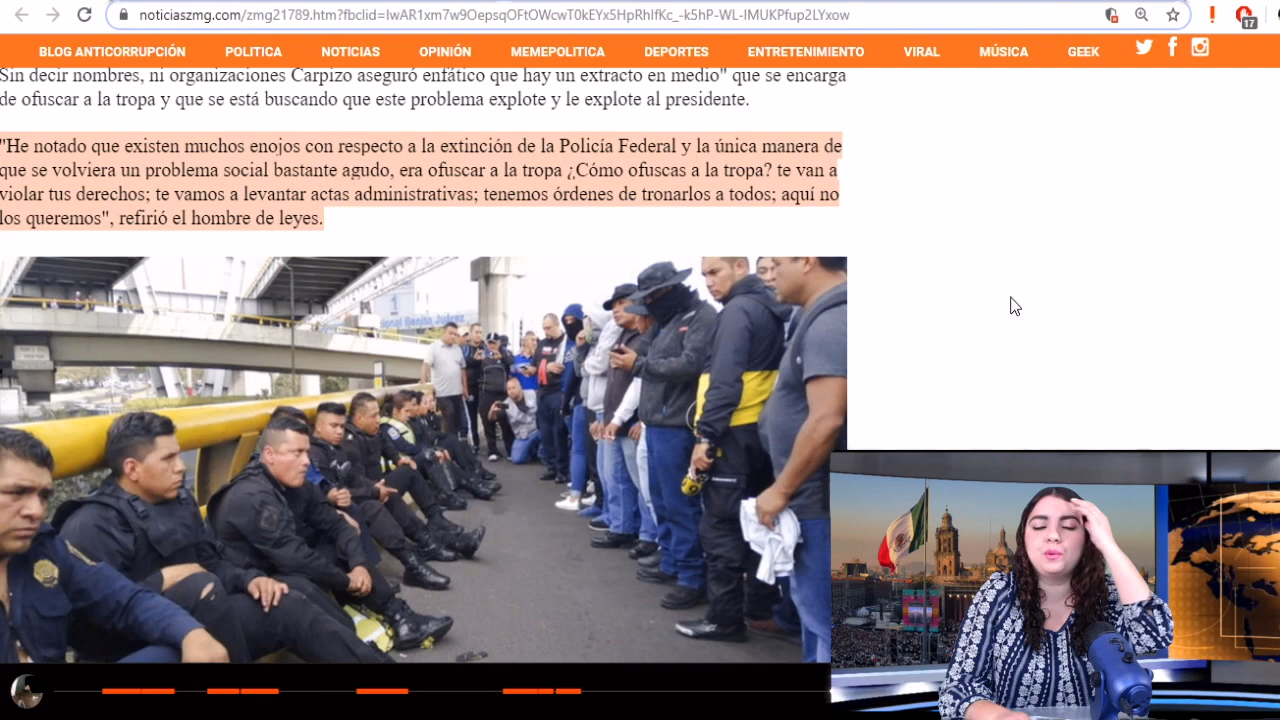 noticiaszmg.com/zmg21789.htm?fbclid=IwAR1xm7w9OepsqOFtOWcwT0kEYx5HpRhIfKc_-k5hP-WL-IMUKPfup2LYxow
17
BLOG ANTICORRUPCIÓN POLITICA NOTICIAS OPINIÓN MEMEPOLITICA DEPORTES ENTRETENIMIENTO VIRAL MÚSICA GEEK
Sin decir nombres, ni organizaciones Carpizo aseguró enfático que hay un extracto en medio" que se encarga
de ofuscar a la tropa y que se está buscando que este problema explote y le explote al presidente.
"He notado que existen muchos enojos con respecto a la extinción de la Policía Federal y la única manera de
que se volviera un problema social bastante agudo, era ofuscar a la tropa ¿Cómo ofuscas a la tropa? te van a
violar tus derechos; te vamos a levantar actas administrativas; tenemos órdenes de tronarlos a todos; aquí no
los queremos", refirió el hombre de leyes.
1
Benito Juárez